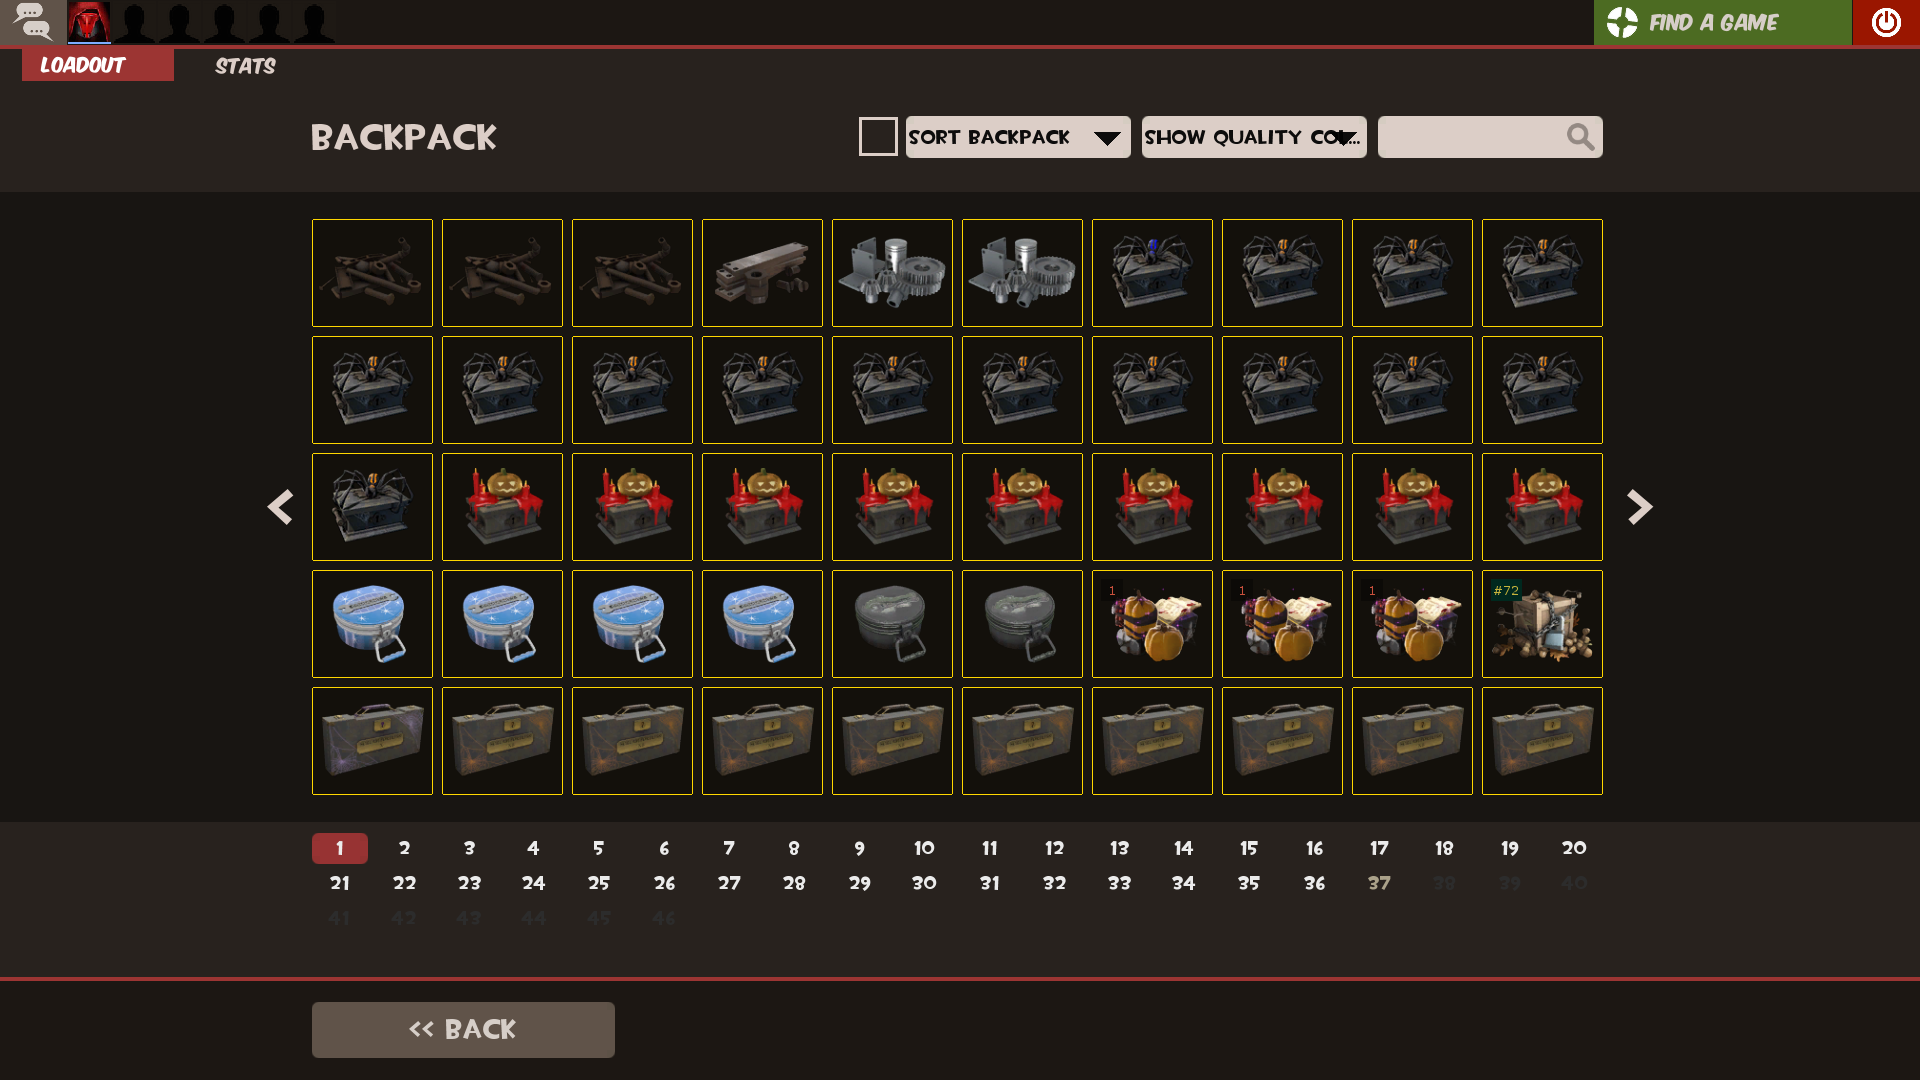 FIND A GAME
LOADOUT
STATS
BACKPACK
SORT BACKPACK
SHOW QUALITY CO...
1
1
1
#72
1 2 3 4 5 6 7 8 9 10 11 12 13 14 15 16 17 18 19 20
21 22 23 24 25 26 27 28 29 30 31 32 33 34 35 36 37 38 39 40
41 42 43 44 45 46
<< BACK